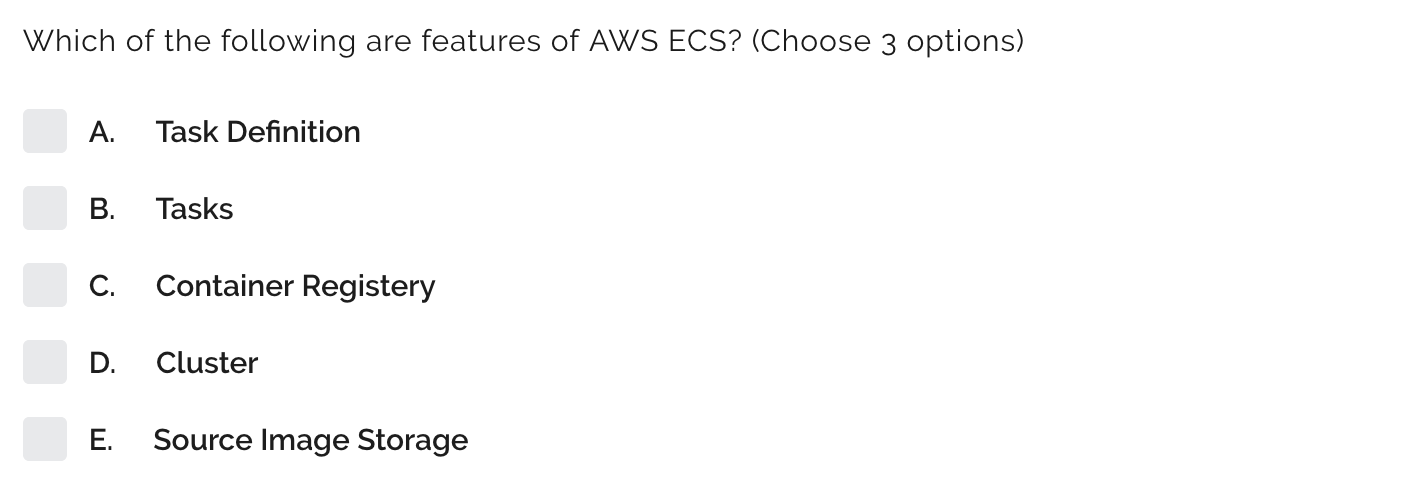 Which of the following are features of AWS ECS? (Choose 3 options)
A. Task Definition
B. Tasks
C. Container Registery
D. Cluster
E. Source Image Storage